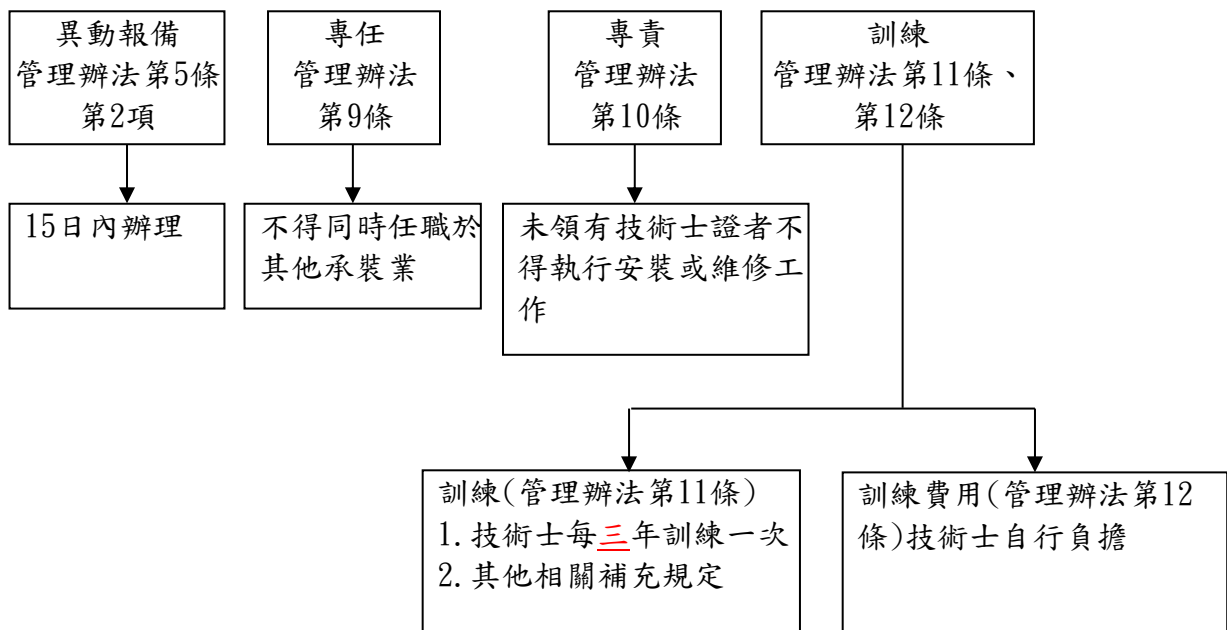 異動報備
管理辦法第5條
第2項
專任
管理辦法
第9條
專責
管理辦法
第10條
訓練
管理辦法第11條、
第12條
15日內辦理
不得同時任職於
其他承裝業
未領有技術士證者不
得執行安裝或維修工
作
訓練(管理辦法第11條)
1.技術士每三年訓練一次
2.其他相關補充規定
訓練費用(管理辦法第12
條)技術士自行負擔